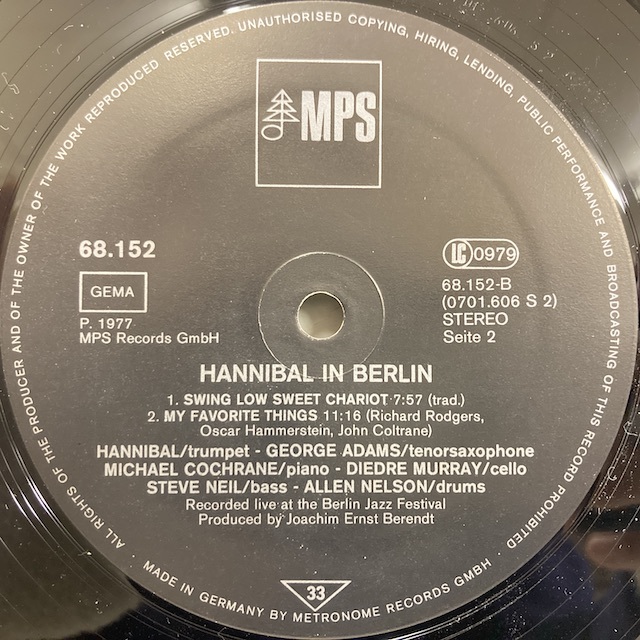 ALL RIGHTS OF THE PRODUCER AND OF THE OWNER OF THE WORK REPRODUCED RESERVED. UNAUTHORISED COPYING, HIRING, LENDING, PUBLIC PERFORMANCE AND BROADCASTING OF THIS RECORD PROHIBITED
MPS
68.152
GEMA
P. 1977
MPS Records GmbH
LC 0979
68.152-B
(0701.606 S 2)
STEREO
Seite 2
HANNIBAL IN BERLIN
1. SWING LOW SWEET CHARIOT 7:57 (trad.)
2. MY FAVORITE THINGS 11:16 (Richard Rodgers,
Oscar Hammerstein, John Coltrane)
HANNIBAL/trumpet - GEORGE ADAMS/tenorsaxophone
MICHAEL COCHRANE/piano - DIEDRE MURRAY/cello
STEVE NEIL/bass - ALLEN NELSON/drums
Recorded live at the Berlin Jazz Festival
Produced by Joachim Ernst Berendt
33
· MADE IN GERMANY BY METRONOME RECORDS GMBH ·